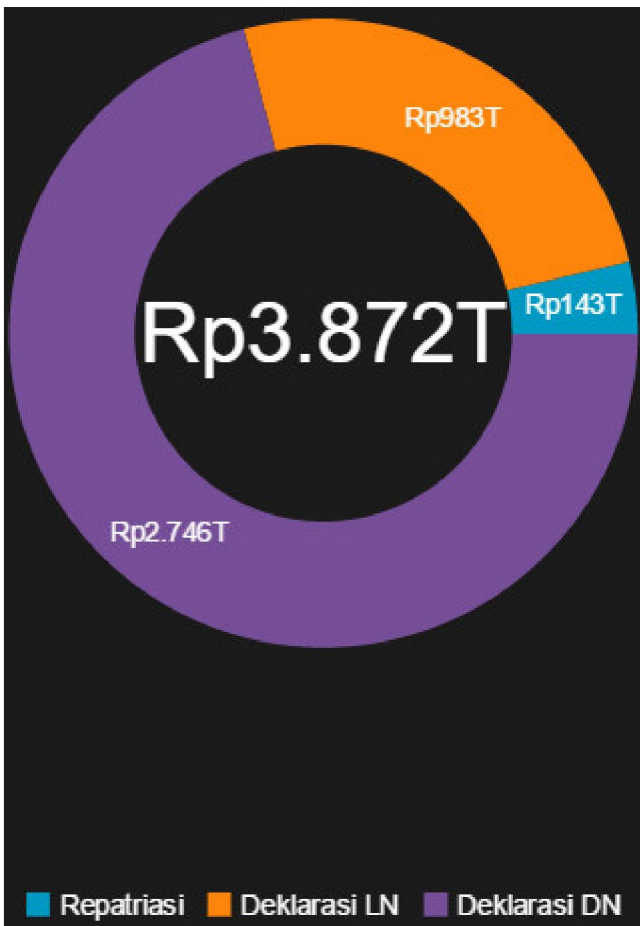 Rp983T
Rp143T
Rp3.872T
Rp2.746T
Repatriasi Deklarasi LN Deklarasi DN